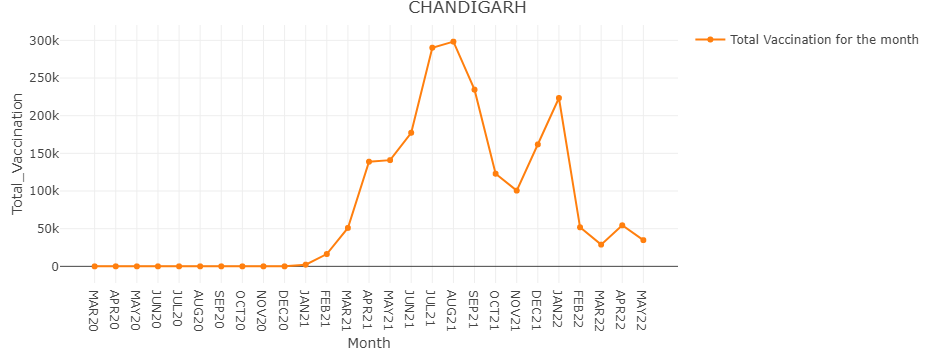 CHANDIGARH
Total Vaccination for the month
300k
250k
200k
150k
100k
50k
0
Total_Vaccination
MAR20
APR20
MAY20
JUN20
JUL20
AUG20
SEP20
OCT20
NOV20
DEC20
JAN21
FEB21
MAR21
APR21
MAY21
JUN21
JUL21
AUG21
SEP21
OCT21
NOV21
DEC21
JAN22
FEB22
MAR22
APR22
MAY22
Month